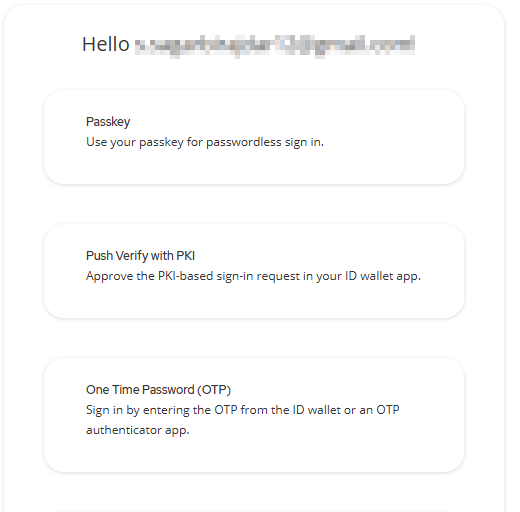 Hello
Passkey
Use your passkey for passwordless sign in.
Push Verify with PKI
Approve the PKI-based sign-in request in your ID wallet app.
One Time Password (OTP)
Sign in by entering the OTP from the ID wallet or an OTP
authenticator app.